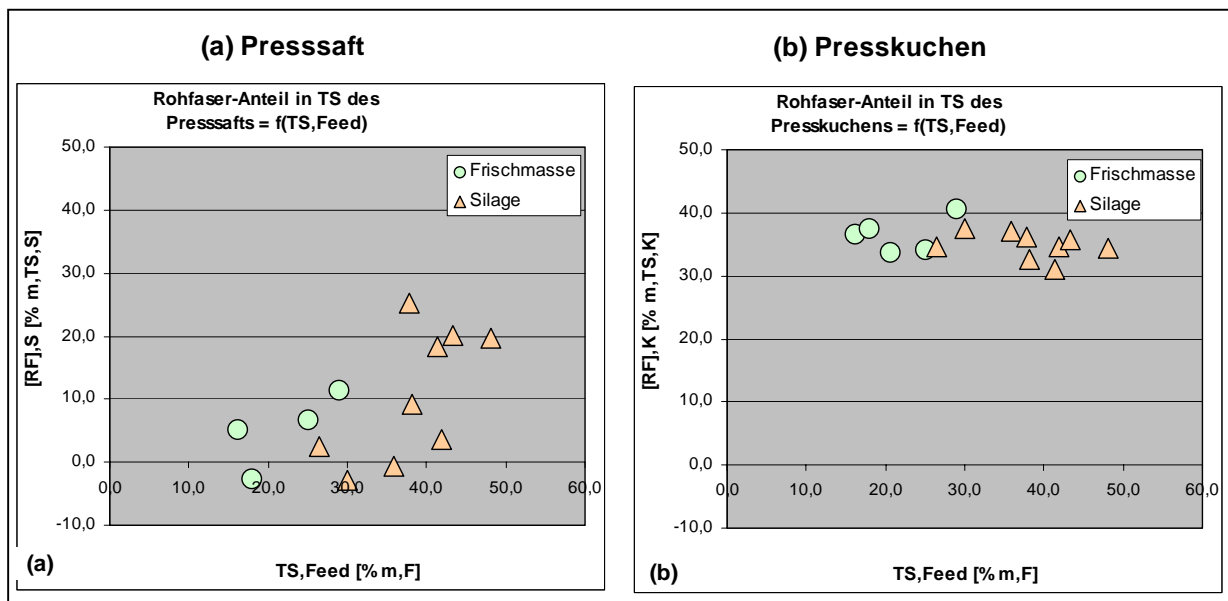 (a) Presssaft
Rohfaser-Anteil in TS des
Presssafts = f(TS,Feed)
50,0
40,0
30,0
20,0
10,0
0,0
-10,0
0,0 10,0 20,0 30,0 40,0 50,0 60,0
[RF],S [% m,TS,S]
Frischmasse
Silage
(a)
TS,Feed [% m,F]
(b) Presskuchen
Rohfaser-Anteil in TS des
Presskuchens = f(TS,Feed)
50,0
40,0
30,0
20,0
10,0
0,0
-10,0
0,0 10,0 20,0 30,0 40,0 50,0 60,0
[RF],K [% m,TS,K]
Frischmasse
Silage
(b)
TS,Feed [% m,F]